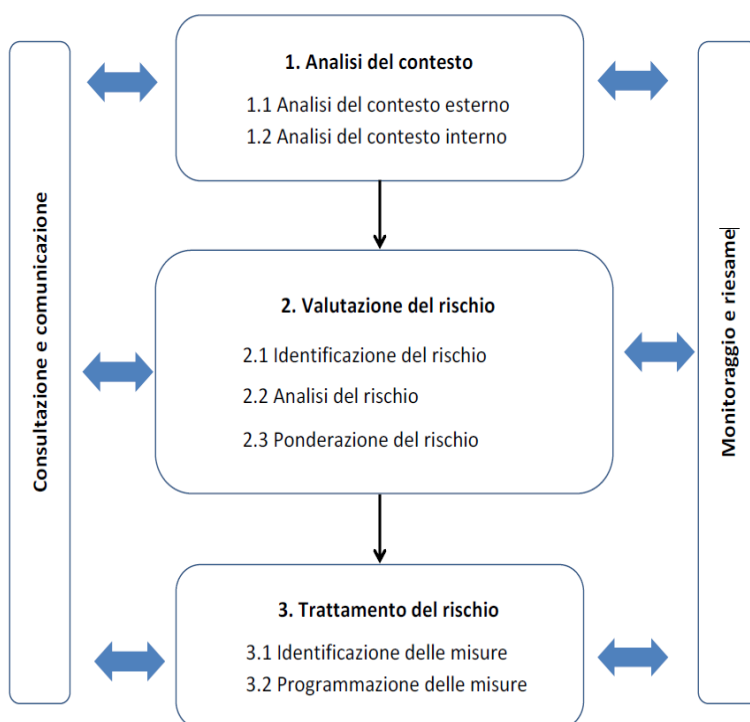 Consultazione e comunicazione
1. Analisi del contesto
1.1 Analisi del contesto esterno
1.2 Analisi del contesto interno
2. Valutazione del rischio
2.1 Identificazione del rischio
2.2 Analisi del rischio
2.3 Ponderazione del rischio
3. Trattamento del rischio
3.1 Identificazione delle misure
3.2 Programmazione delle misure
Monitoraggio e riesame